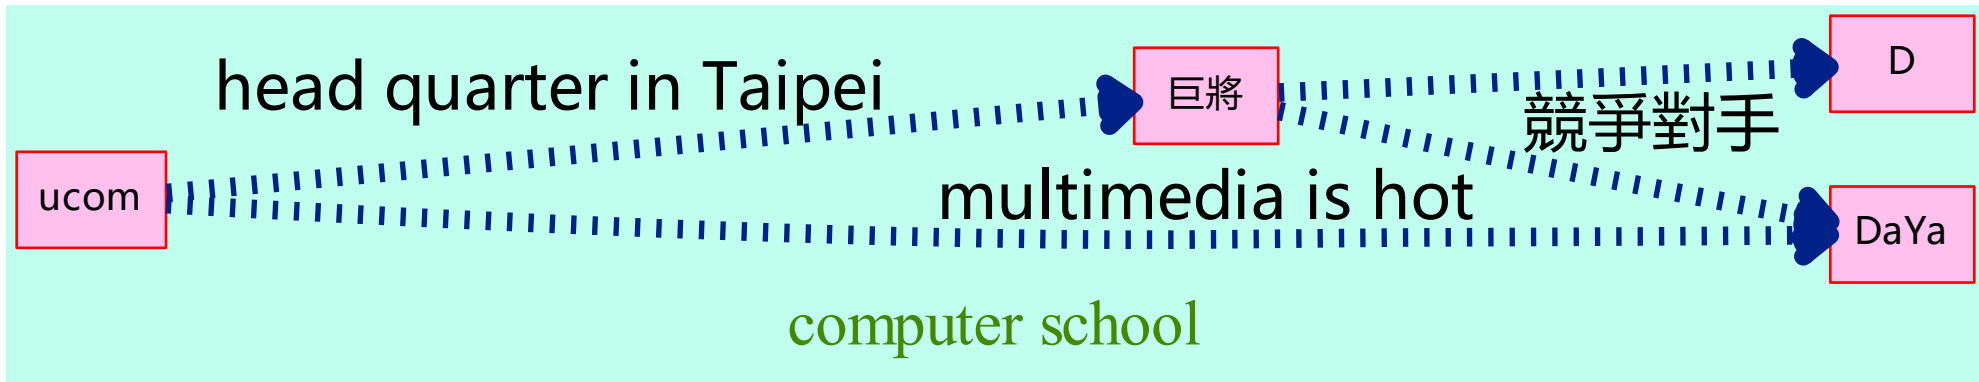 D
head quarter in Taipei
巨將
競爭對手
ucom
multimedia is hot
DaYa
computer school